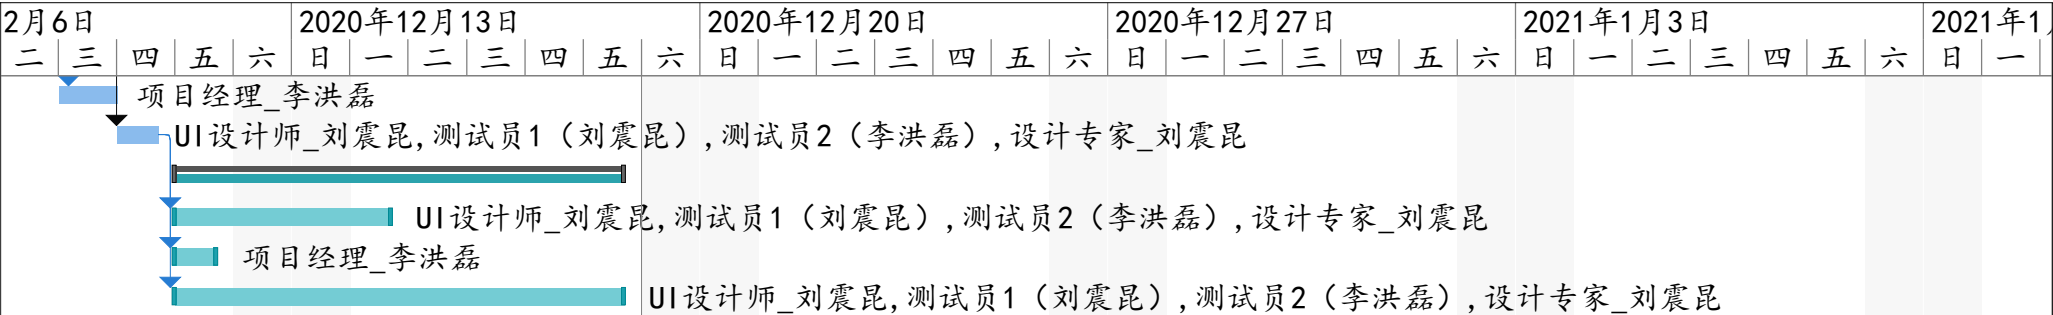 2月6日 2020年12月13日 2020年12月20日 2020年12月27日 2021年1月3日 2021年1
二 三 四 五 六 日 一 二 三 四 五 六 日 一 二 三 四 五 六 日 一 二 三 四 五 六 日 一 二 三 四 五 六 日 一
项目经理_李洪磊
UI设计师_刘震昆,测试员1（刘震昆）,测试员2（李洪磊）,设计专家_刘震昆
UI设计师_刘震昆,测试员1（刘震昆）,测试员2（李洪磊）,设计专家_刘震昆
项目经理_李洪磊
UI设计师_刘震昆,测试员1（刘震昆）,测试员2（李洪磊）,设计专家_刘震昆